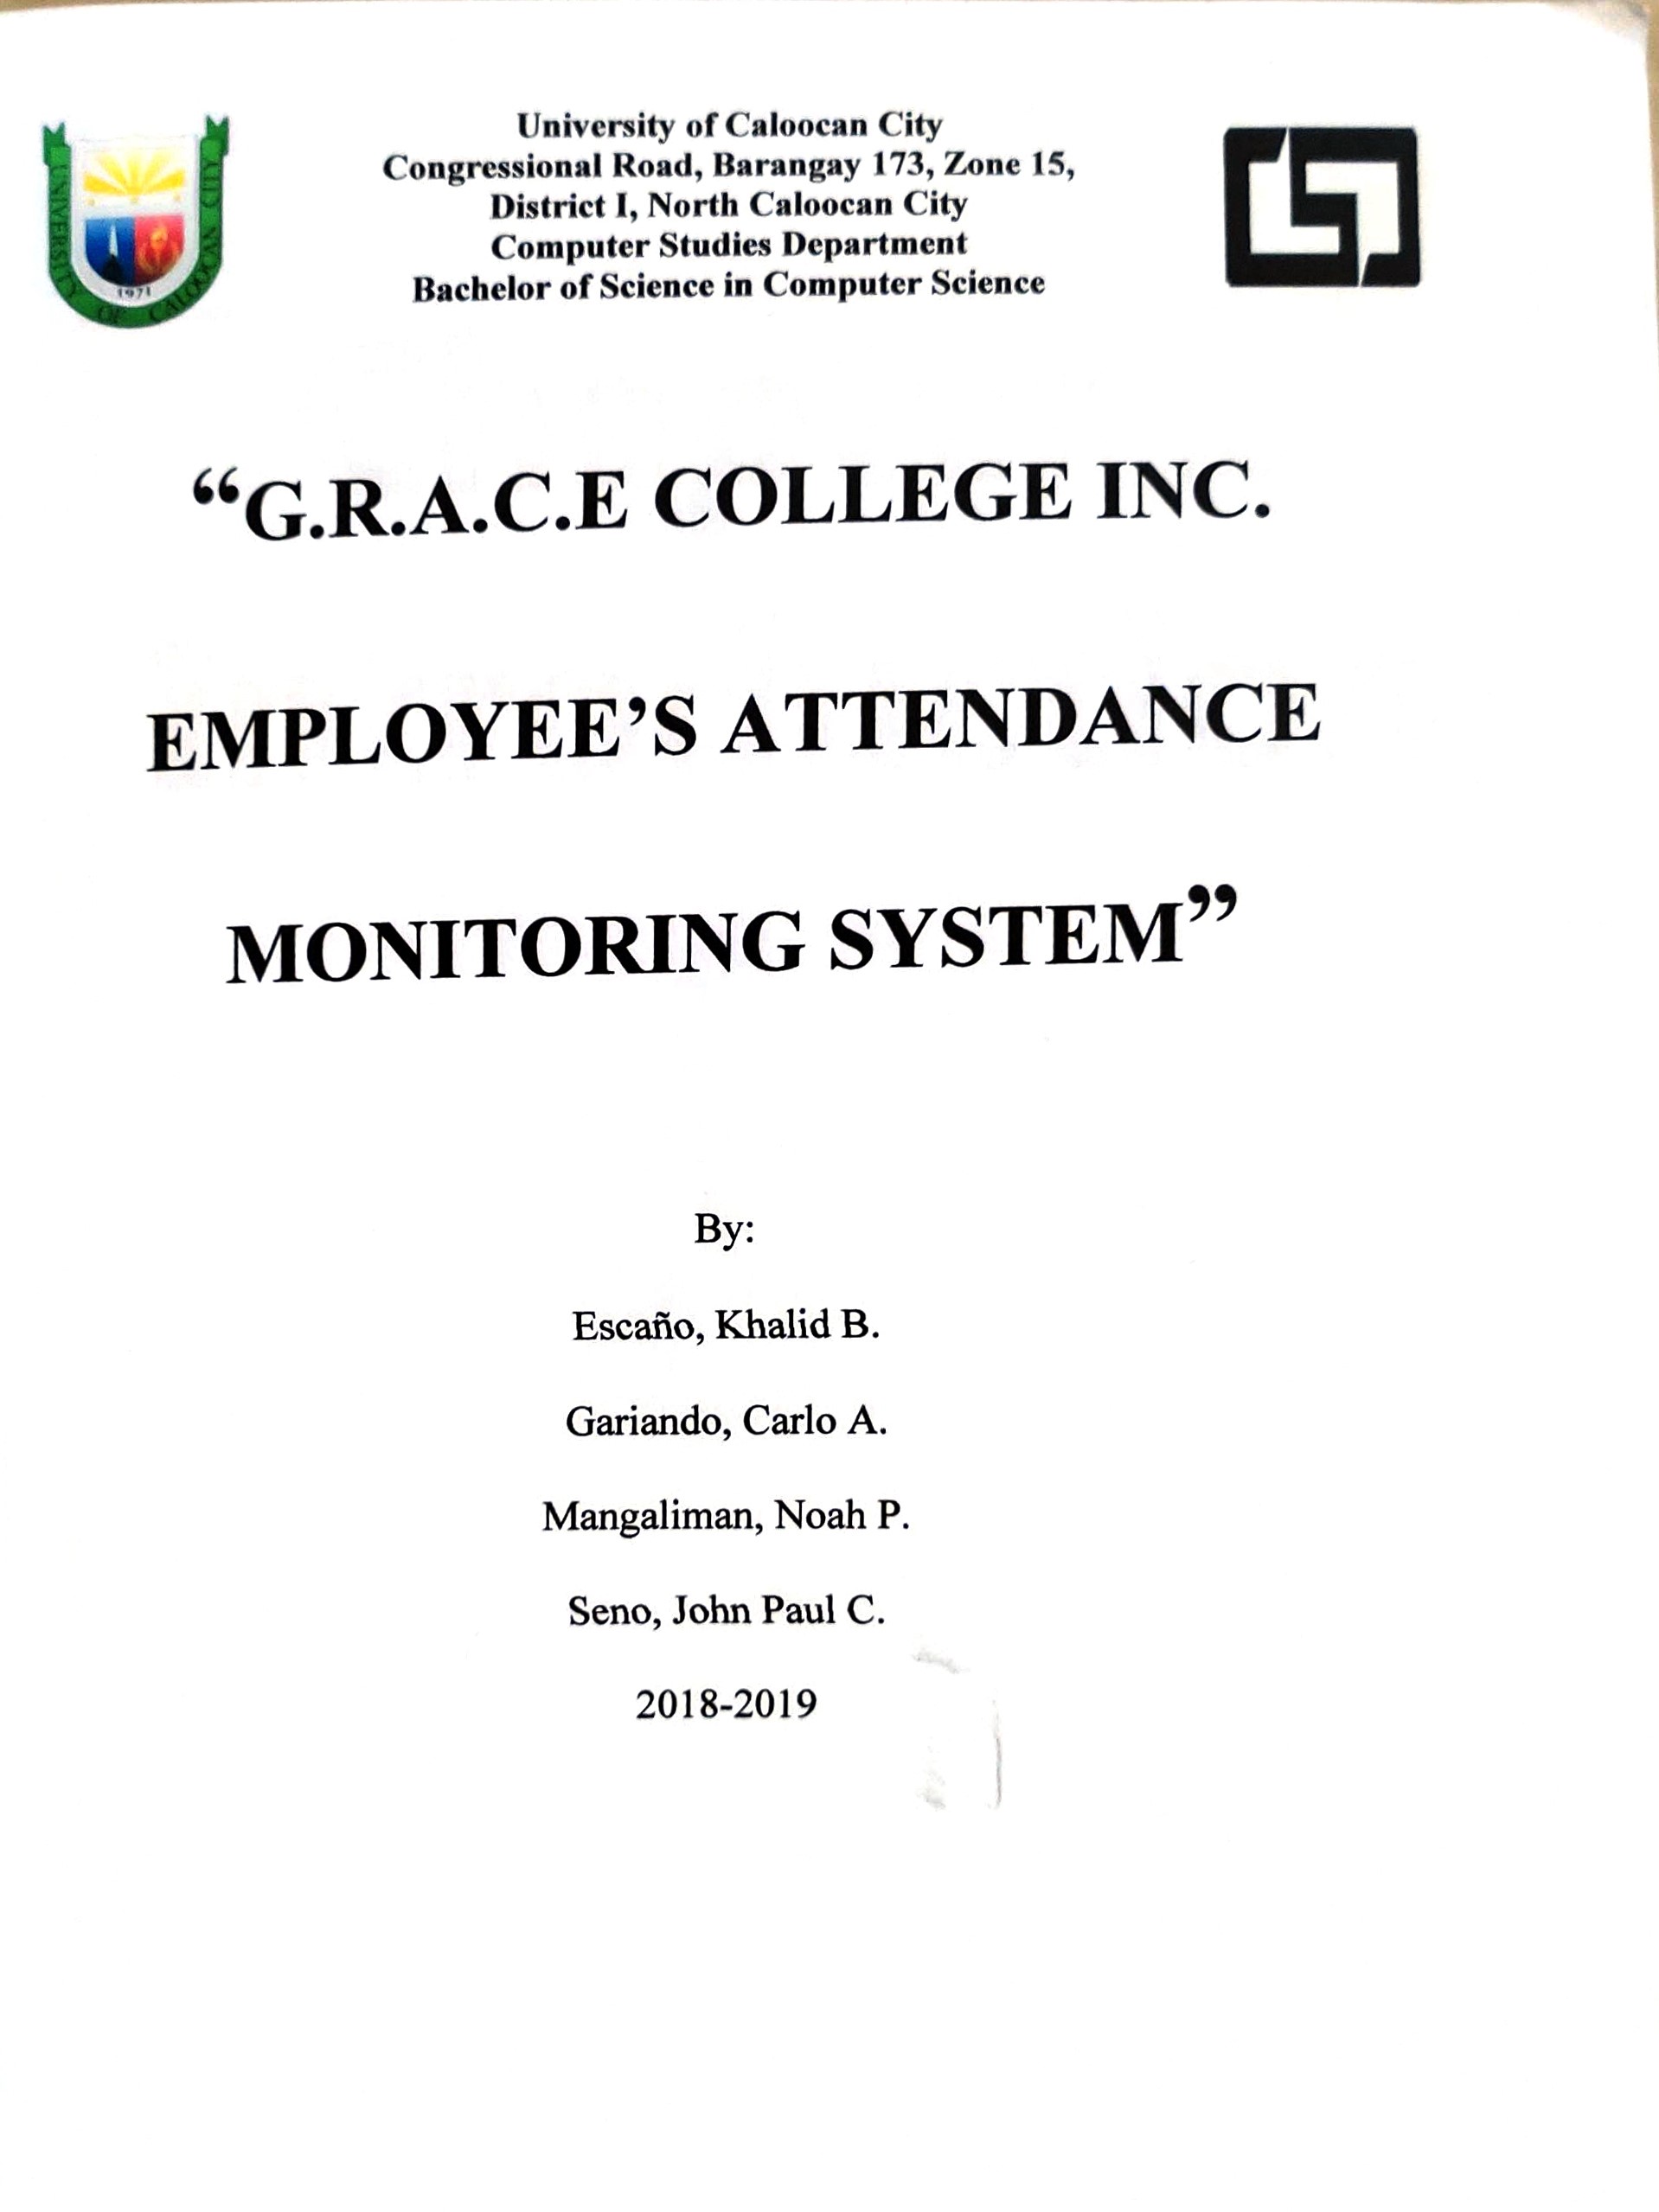 University of Caloocan City
Congressional Road, Barangay 173, Zone 15,
District I, North Caloocan City
Computer Studies Department
Bachelor of Science in Computer Science
UNIVERSITY OF CALOOCAN CITY
1971
“G.R.A.C.E COLLEGE INC.
EMPLOYEE’S ATTENDANCE
MONITORING SYSTEM”
By:
Escaño, Khalid B.
Gariando, Carlo A.
Mangaliman, Noah P.
Seno, John Paul C.
2018-2019